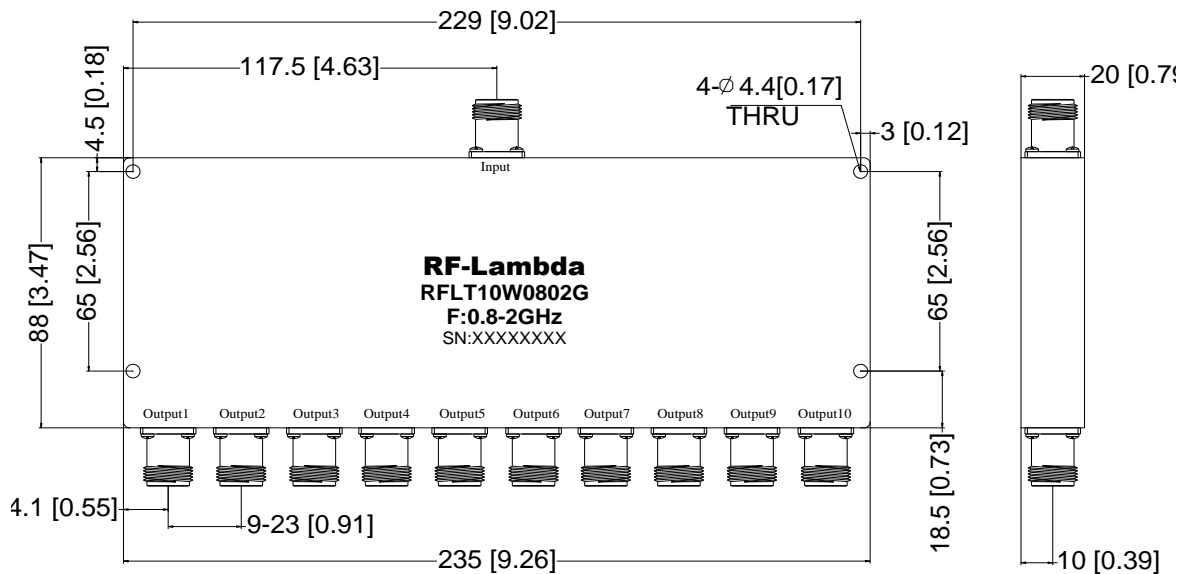 229 [9.02]
117.5 [4.63]
4.5 [0.18]
4-∅ 4.4[0.17]
THRU
3 [0.12]
20 [0.79
Input
88 [3.47]
65 [2.56]
65 [2.56]
RF-Lambda
RFLT10W0802G
F:0.8-2GHz
SN:XXXXXXXX
Output1 Output2 Output3 Output4 Output5 Output6 Output7 Output8 Output9 Output10
4.1 [0.55]
9-23 [0.91]
18.5 [0.73]
235 [9.26]
10 [0.39]